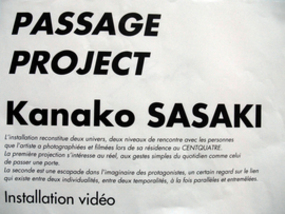 PASSAGE
PROJECT
Kanako SASAKI
L'installation reconstitue deux univers, deux niveaux de rencontre avec les personnes
que l'artiste a photographiées et filmées lors de sa résidence au CENTQUATRE.
La première projection s'intéresse au réel, aux gestes simples du quotidien comme celui
de passer une porte.
La seconde est une escapade dans l'imaginaire des protagonistes, un certain regard sur le lien
qui existe entre deux individualités, entre deux temporalités, à la fois parallèles et entremêlées.
Installation vidéo